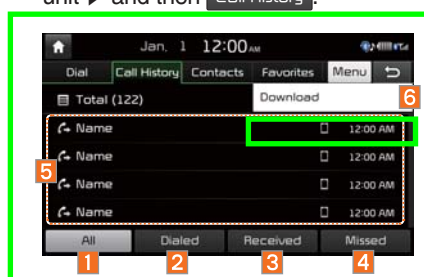 unit ▶ and then Call History.
Jan, 1 12:00 AM
Dial Call History Contacts Favorites Menu
Total (122)
Download
6
Name 12:00 AM
Name 12:00 AM
5
Name 12:00 AM
Name 12:00 AM
All Dialed Received Missed
1 2 3 4